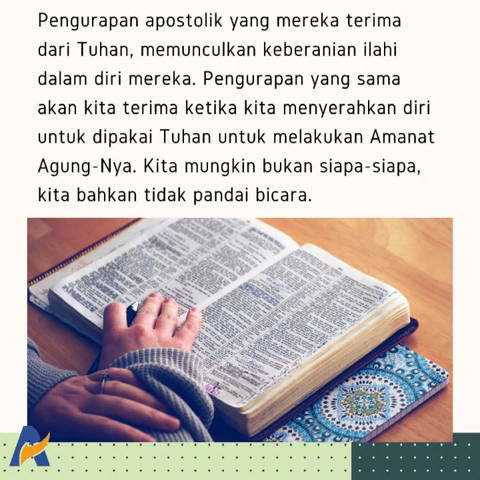 Pengurapan apostolik yang mereka terima
dari Tuhan, memunculkan keberanian ilahi
dalam diri mereka. Pengurapan yang sama
akan kita terima ketika kita menyerahkan diri
untuk dipakai Tuhan untuk melakukan Amanat
Agung-Nya. Kita mungkin bukan siapa-siapa,
kita bahkan tidak pandai bicara.